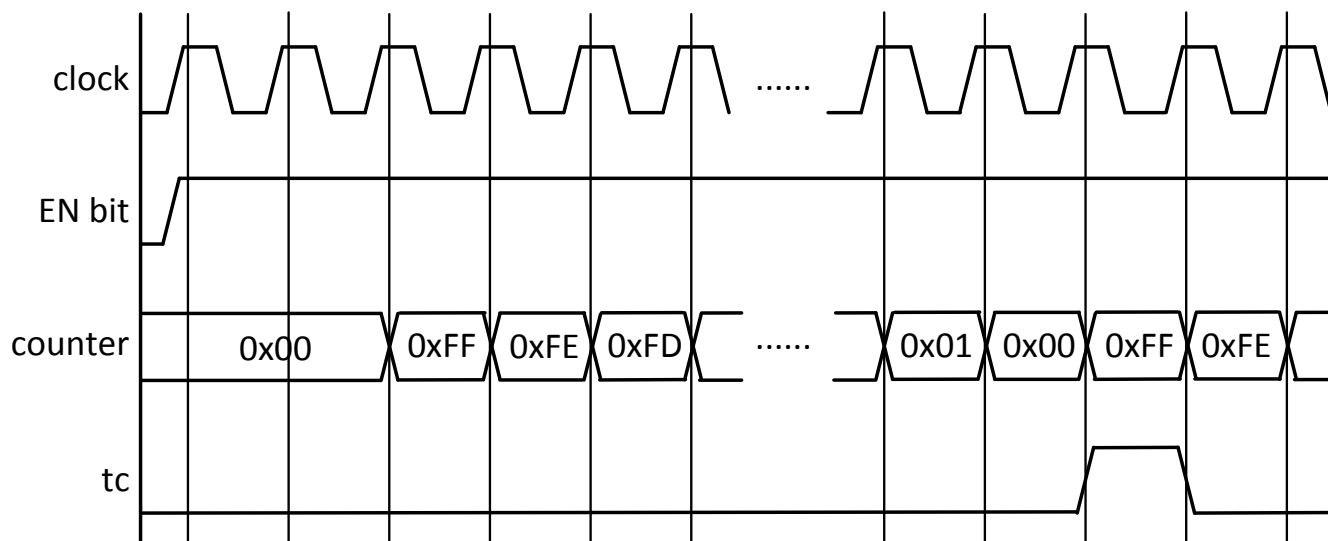 clock ......
EN bit
counter 0x00 0xFF 0xFE 0xFD ...... 0x01 0x00 0xFF 0xFE
tc